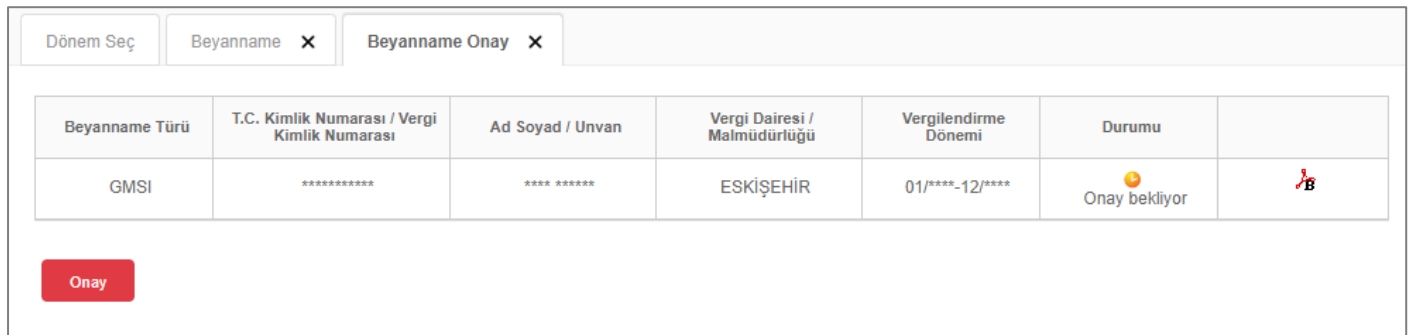 Dönem Seç
Beyanname
Beyanname Onay
Beyanname Türü
T.C. Kimlik Numarası / Vergi
Kimlik Numarası
Ad Soyad / Unvan
Vergi Dairesi /
Malmüdürlüğü
Vergilendirme
Dönemi
Durumu
GMSI
***********
**** ******
ESKİŞEHİR
01/****-12/****
Onay bekliyor
B
Onay